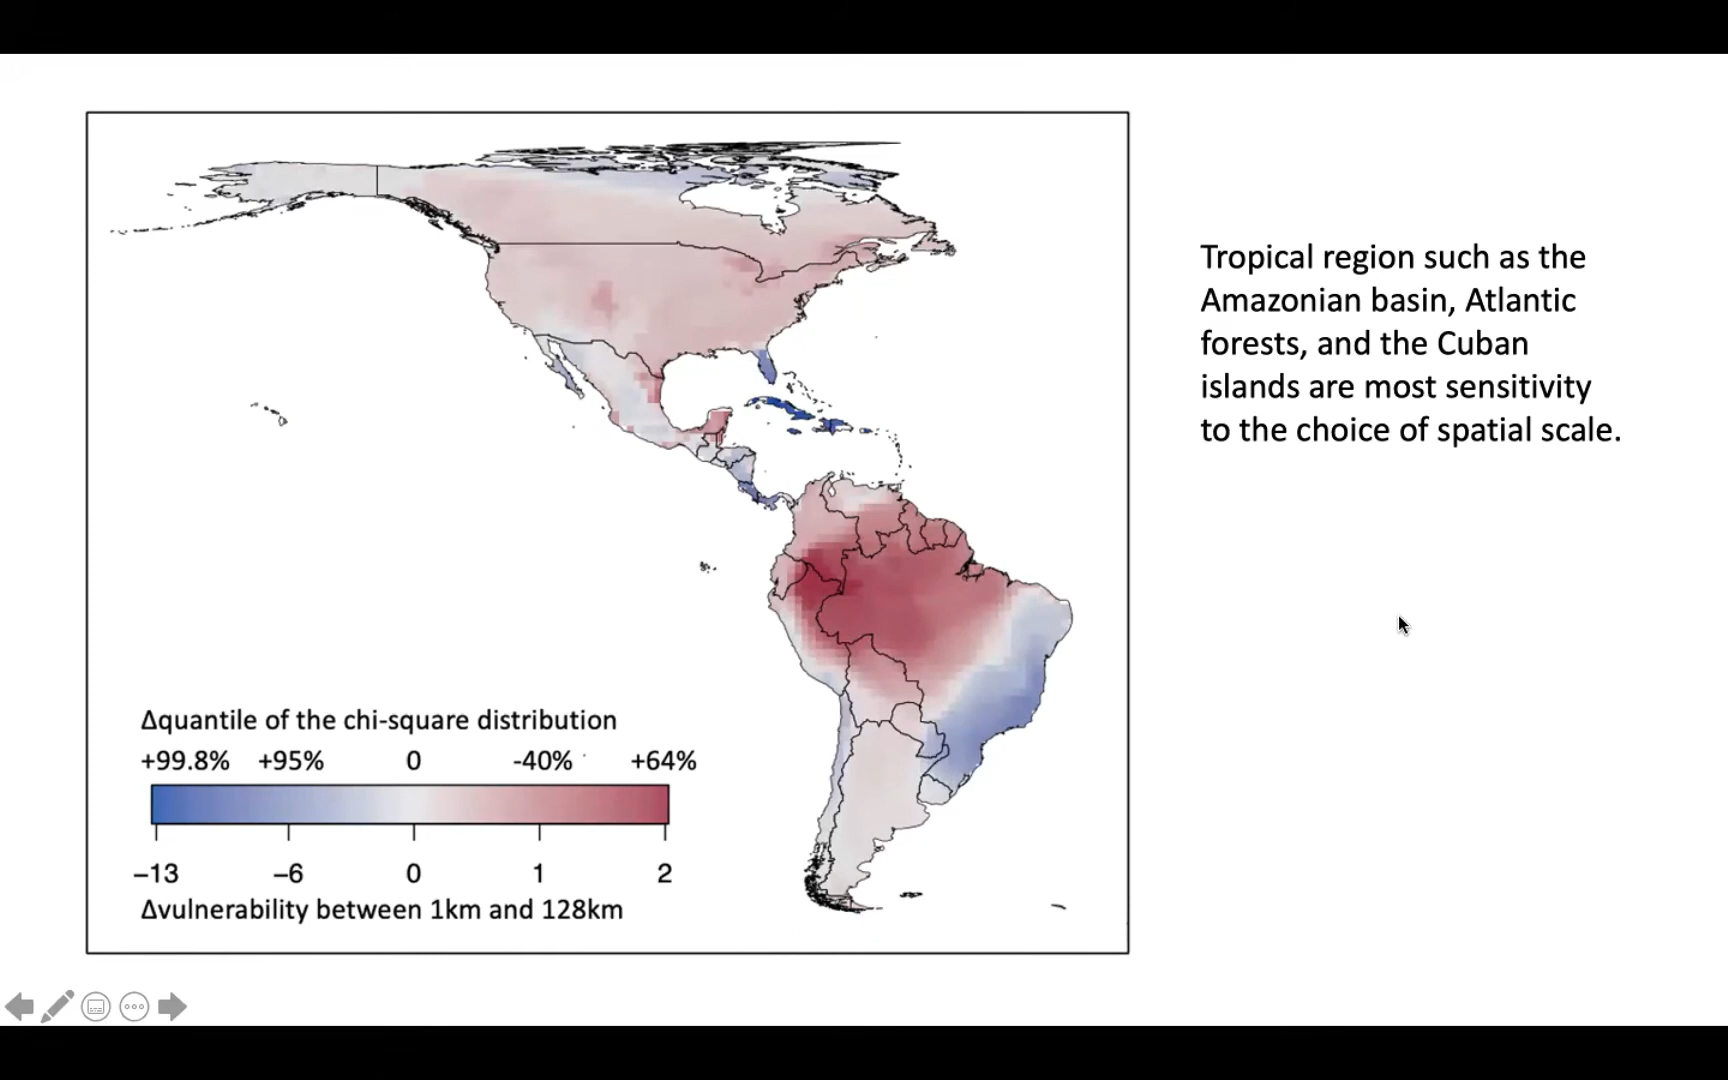 Tropical region such as the
Amazonian basin, Atlantic
forests, and the Cuban
islands are most sensitivity
to the choice of spatial scale.
Δquantile of the chi-square distribution
+99.8% +95% 0 -40% +64%
−13 −6 0 1 2
Δvulnerability between 1km and 128km